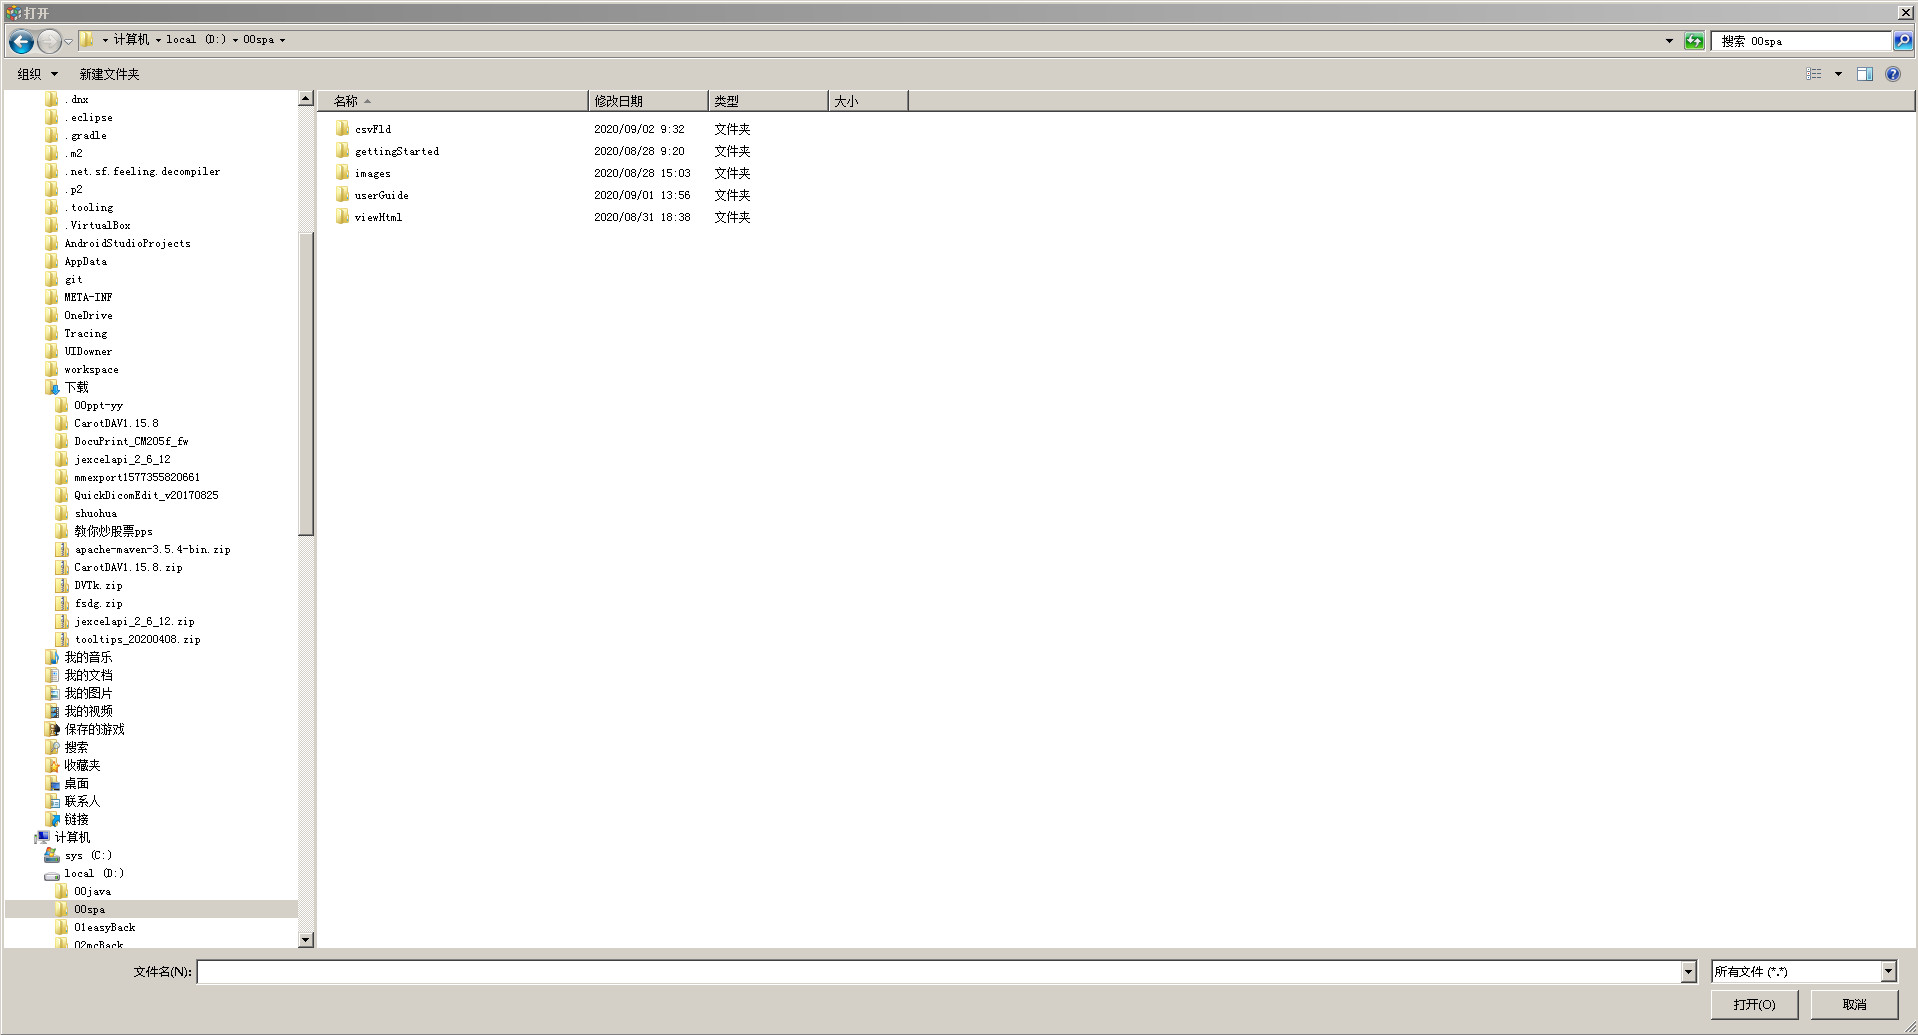 打开
计算机 local (D:) 00spa
搜索 00spa
组织 新建文件夹
名称 修改日期 类型 大小
.dnx
.eclipse
.gradle
.m2
.net.sf.feeling.decompiler
.p2
.tooling
.VirtualBox
AndroidStudioProjects
AppData
git
META-INF
OneDrive
Tracing
UIDowner
workspace
下载
00ppt-yy
CarotDAV1.15.8
DocuPrint_CM205f_fw
jexcelapi_2_6_12
mmexport1577355820661
QuickDicomEdit_v20170825
shuohua
教你炒股票pps
apache-maven-3.5.4-bin.zip
CarotDAV1.15.8.zip
DVTk.zip
fsdg.zip
jexcelapi_2_6_12.zip
tooltips_20200408.zip
我的音乐
我的文档
我的图片
我的视频
保存的游戏
搜索
收藏夹
桌面
联系人
链接
计算机
sys (C:)
local (D:)
00java
00spa
01easyBack
02mcBack
csvFld 2020/09/02 9:32 文件夹
gettingStarted 2020/08/28 9:20 文件夹
images 2020/08/28 15:03 文件夹
userGuide 2020/09/01 13:56 文件夹
viewHtml 2020/08/31 18:38 文件夹
文件名(N):
所有文件 (*.*)
打开(O) 取消